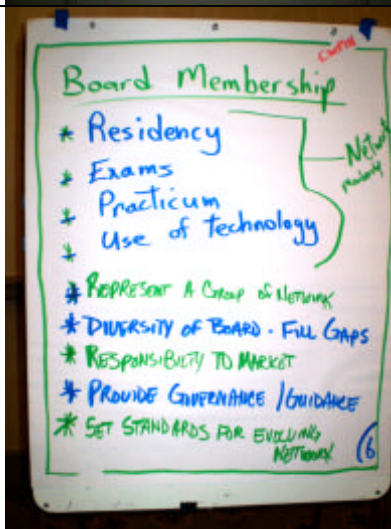 Board Membership
* Residency
* Exams
* Practicum
* Use of Technology
Network
* REPRESENT A GROUP OF NETWORK
* DIVERSITY OF BOARD - FILL GAPS
* RESPONSIBILTY TO MARKET
* PROVIDE GOVERNANCE / GUIDANCE
* SET STANDARDS FOR EVOLVING
NETWORK
6